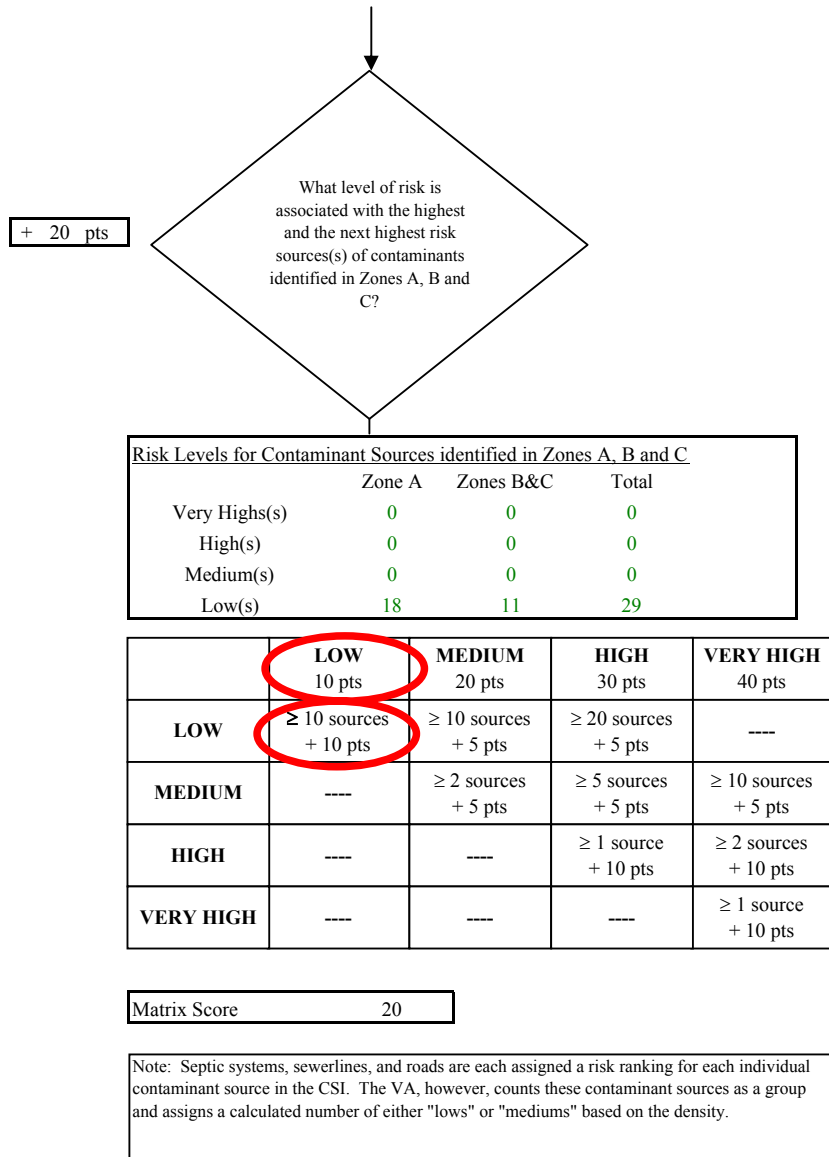 What level of risk is
associated with the highest
and the next highest risk
sources(s) of contaminants
identified in Zones A, B and
C?
+ 20 pts
Risk Levels for Contaminant Sources identified in Zones A, B and C
Zone A Zones B&C Total
Very Highs(s) 0 0 0
High(s) 0 0 0
Medium(s) 0 0 0
Low(s) 18 11 29
LOW MEDIUM HIGH VERY HIGH
10 pts 20 pts 30 pts 40 pts
LOW ≥ 10 sources ≥ 10 sources ≥ 20 sources ----
+ 10 pts + 5 pts + 5 pts
MEDIUM ---- ≥ 2 sources ≥ 5 sources ≥ 10 sources
+ 5 pts + 5 pts + 5 pts
HIGH ---- ---- ≥ 1 source ≥ 2 sources
+ 10 pts + 10 pts
VERY HIGH ---- ---- ---- ≥ 1 source
+ 10 pts
Matrix Score 20
Note: Septic systems, sewerlines, and roads are each assigned a risk ranking for each individual
contaminant source in the CSI. The VA, however, counts these contaminant sources as a group
and assigns a calculated number of either "lows" or "mediums" based on the density.